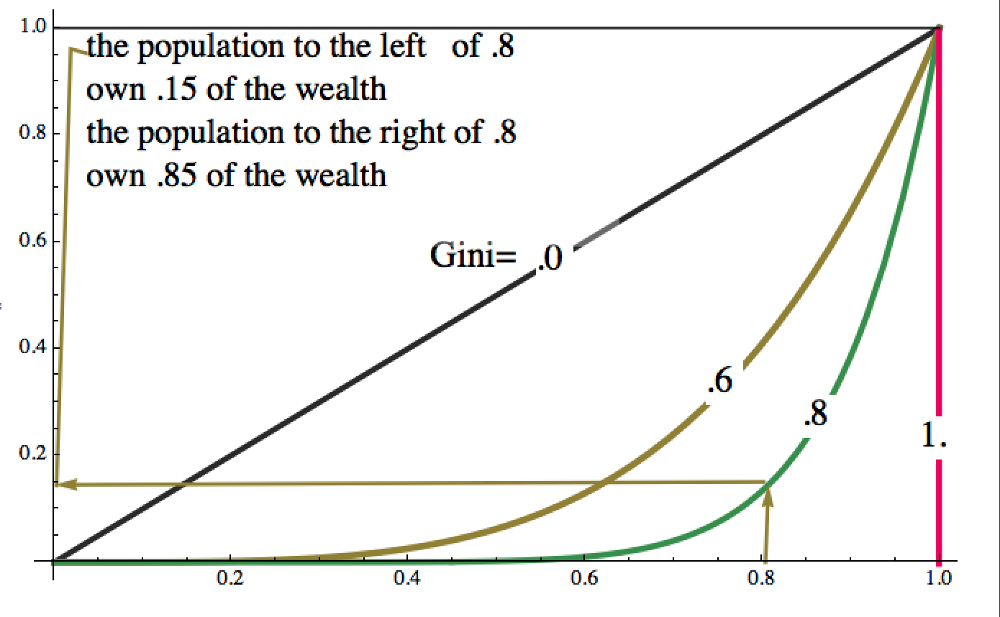 1.0
the population to the left of .8
own .15 of the wealth
0.8
the population to the right of .8
own .85 of the wealth
0.6
Gini= .0
0.4
.6
.8
1.
0.2
0.2 0.4 0.6 0.8 1.0